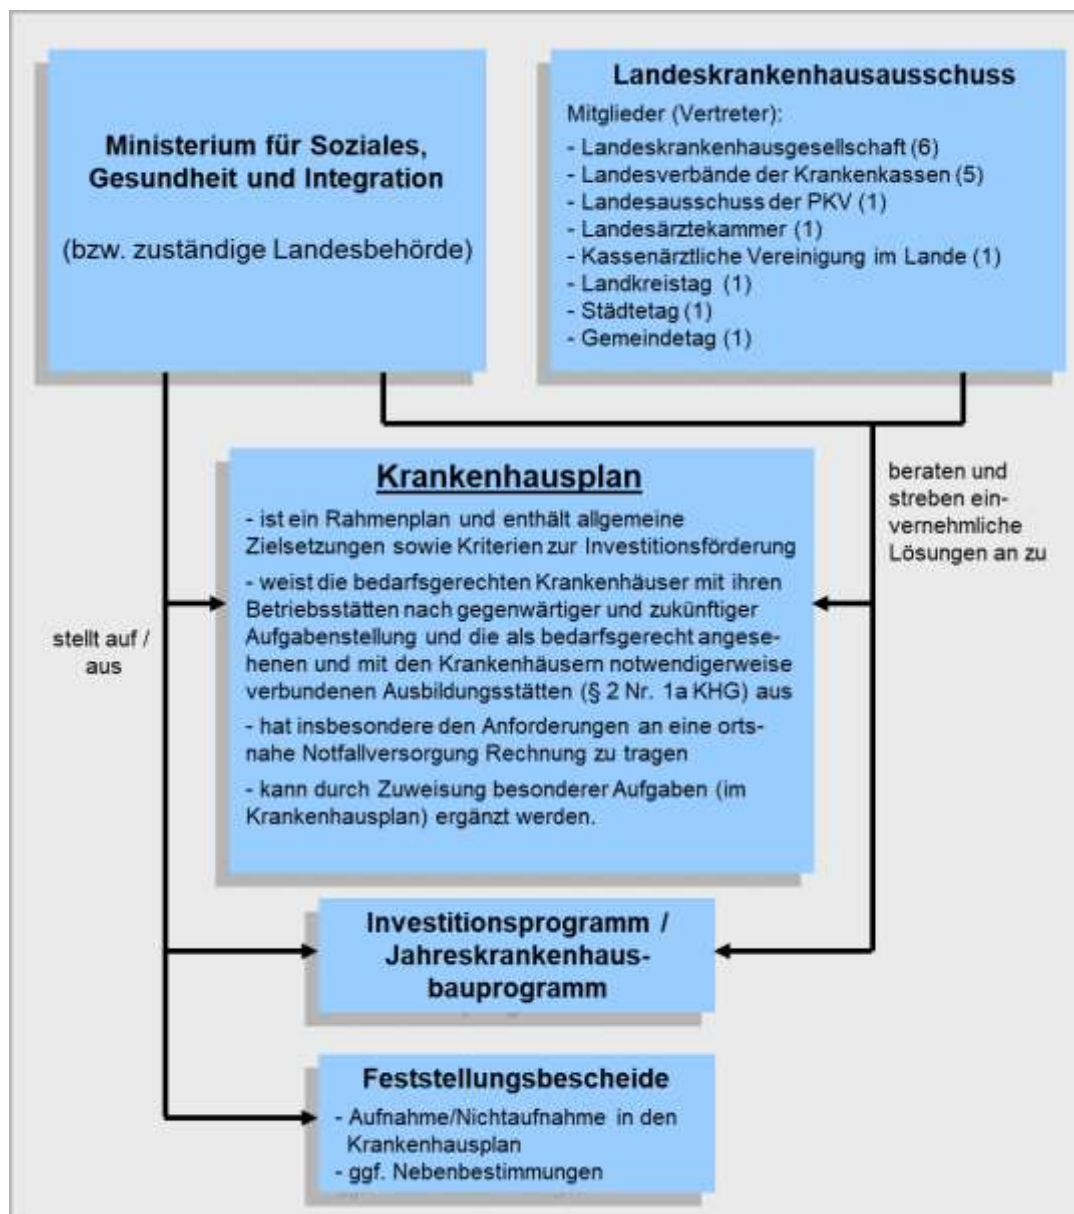 Ministerium für Soziales,
Gesundheit und Integration
(bzw. zuständige Landesbehörde)
Landeskrankenhausausschuss
Mitglieder (Vertreter):
- Landeskrankenhausgesellschaft (6)
- Landesverbände der Krankenkassen (5)
- Landesausschuss der PKV (1)
- Landesärztekammer (1)
- Kassenärztliche Vereinigung im Lande (1)
- Landkreistag (1)
- Städtetag (1)
- Gemeindetag (1)
beraten und
streben ein-
vernehmliche
Lösungen an zu
stellt auf /
aus
Krankenhausplan
- ist ein Rahmenplan und enthält allgemeine
Zielsetzungen sowie Kriterien zur Investitionsförderung
- weist die bedarfsgerechten Krankenhäuser mit ihren
Betriebsstätten nach gegenwärtiger und zukünftiger
Aufgabenstellung und die als bedarfsgerecht angese-
henen und mit den Krankenhäusern notwendigerweise
verbundenen Ausbildungsstätten (§ 2 Nr. 1a KHG) aus
- hat insbesondere den Anforderungen an eine orts-
nahe Notfallversorgung Rechnung zu tragen
- kann durch Zuweisung besonderer Aufgaben (im
Krankenhausplan) ergänzt werden.
Investitionsprogramm /
Jahreskrankenhaus-
bauprogramm
Feststellungsbescheide
- Aufnahme/Nichtaufnahme in den
Krankenhausplan
- ggf. Nebenbestimmungen